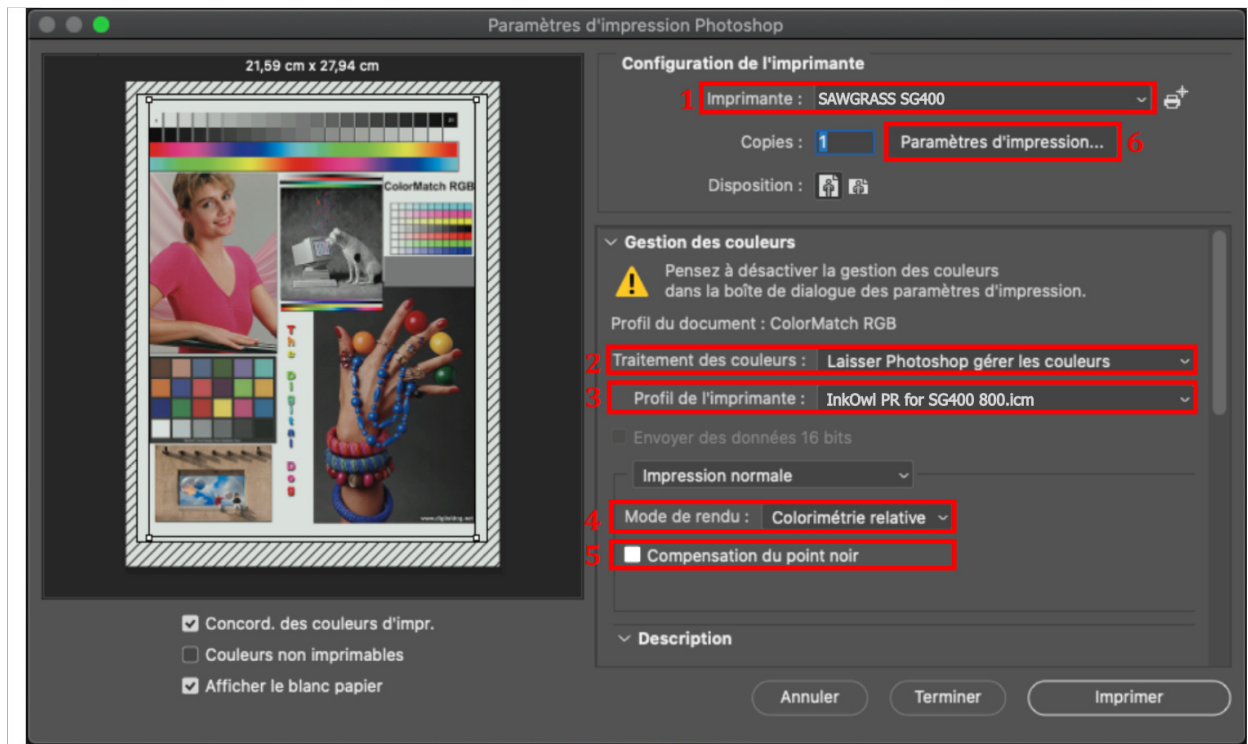 Paramètres d'impression Photoshop
21,59 cm x 27,94 cm
ColorMatch RGB
The Digital Dog
www.digitaldog.net
Configuration de l'imprimante
1 Imprimante : SAWGRASS SG400
Copies : 1 Paramètres d'impression... 6
Disposition :
Gestion des couleurs
Pensez à désactiver la gestion des couleurs
dans la boîte de dialogue des paramètres d'impression.
Profil du document : ColorMatch RGB
2 Traitement des couleurs : Laisser Photoshop gérer les couleurs
3 Profil de l'imprimante : InkOwl PR for SG400 800.icm
Envoyer des données 16 bits
Impression normale
4 Mode de rendu : Colorimétrie relative
5 Compensation du point noir
Description
Concord. des couleurs d'impr.
Couleurs non imprimables
Afficher le blanc papier
Annuler Terminer Imprimer